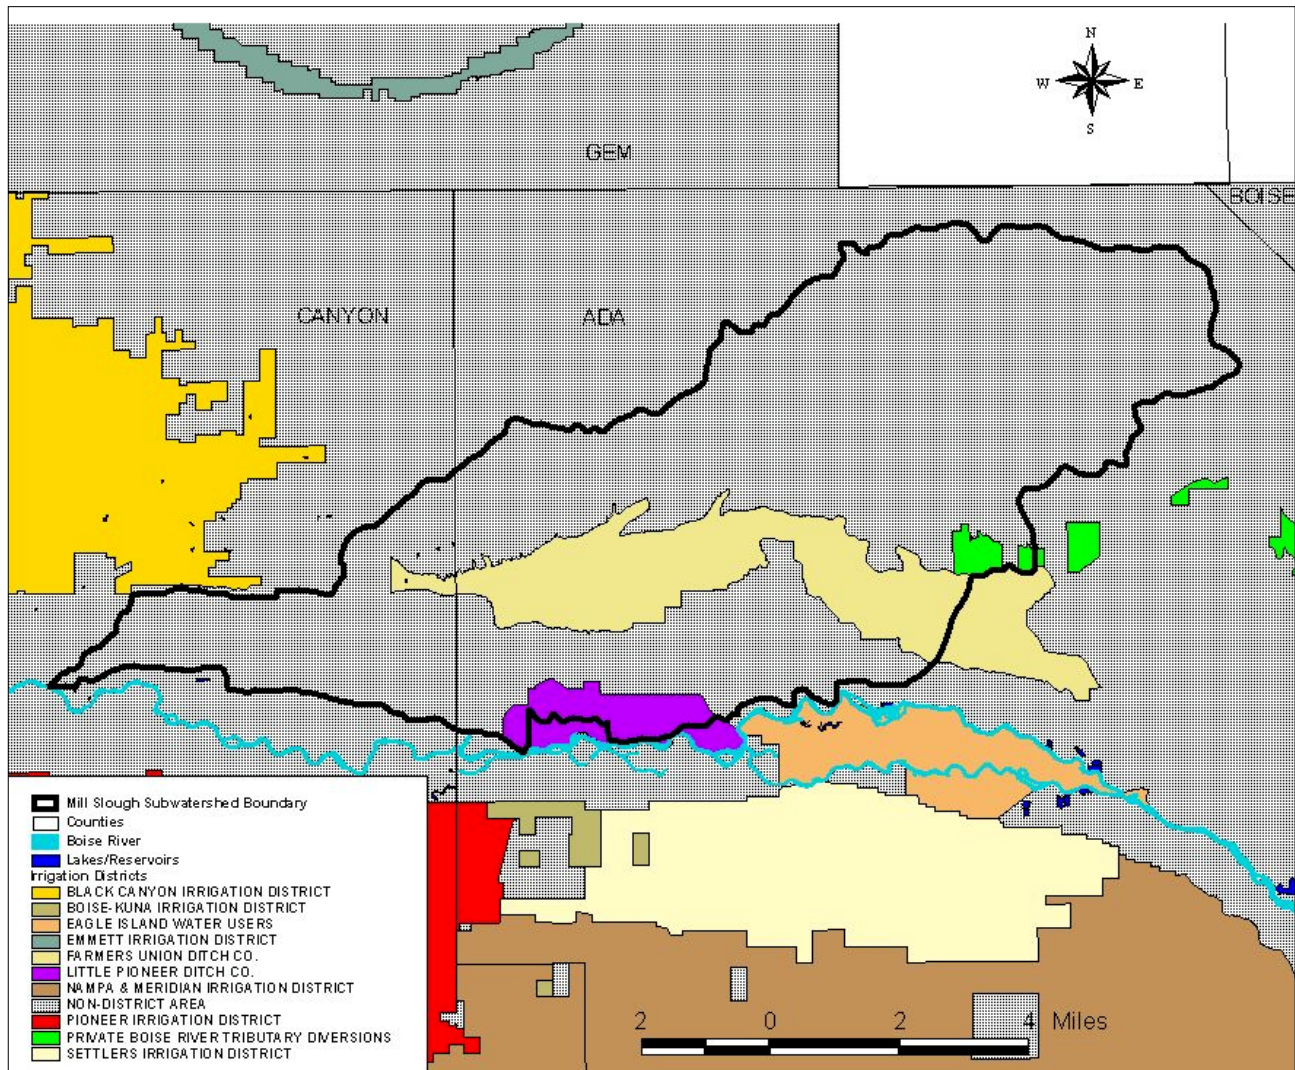 N
W E
S
GEM
BOISE
CANYON
ADA
Mill Slough Subwatershed Boundary
Counties
Boise River
Lakes/Reservoirs
Irrigation Districts
BLACK CANYON IRRIGATION DISTRICT
BOISE-KUNA IRRIGATION DISTRICT
EAGLE ISLAND WATER USERS
EMMETT IRRIGATION DISTRICT
FARMERS UNION DITCH CO.
LITTLE PIONEER DITCH CO.
NAMPA & MERIDIAN IRRIGATION DISTRICT
NON-DISTRICT AREA
PIONEER IRRIGATION DISTRICT
PRIVATE BOISE RIVER TRIBUTARY DIVERSIONS
SETTLERS IRRIGATION DISTRICT
2 0 2 4 Miles